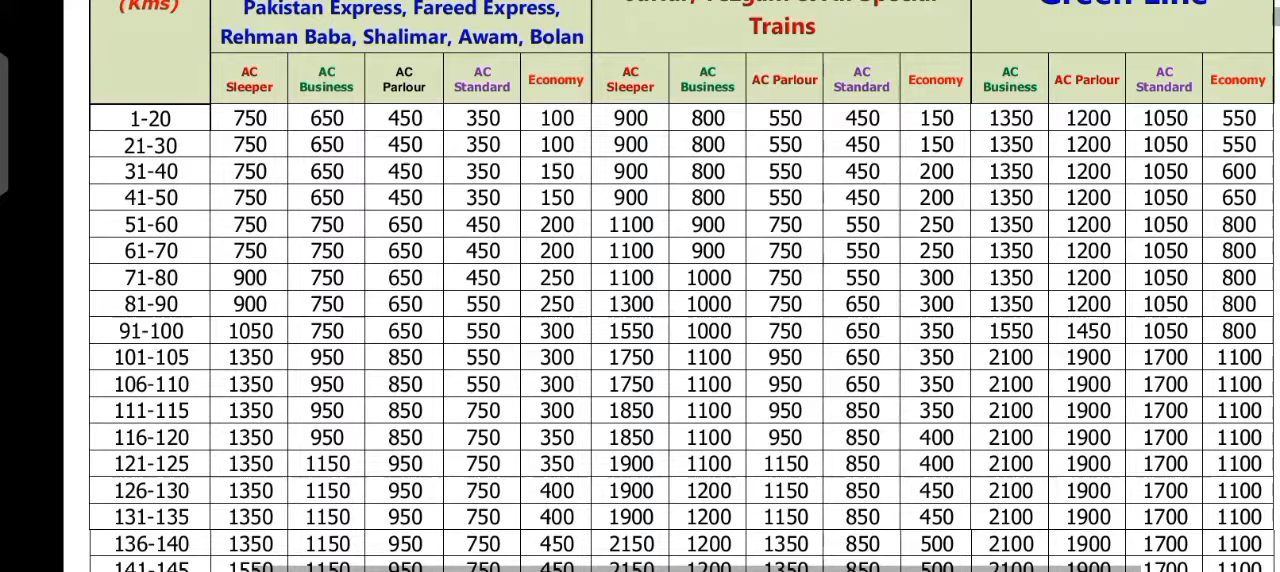 (Kms)
Pakistan Express, Fareed Express,
Rehman Baba, Shalimar, Awam, Bolan
Special
Trains
Green Line
AC Sleeper AC Business AC Parlour AC Standard Economy AC Sleeper AC Business AC Parlour AC Standard Economy AC Business AC Parlour AC Standard Economy
1-20 750 650 450 350 100 900 800 550 450 150 1350 1200 1050 550
21-30 750 650 450 350 100 900 800 550 450 150 1350 1200 1050 550
31-40 750 650 450 350 150 900 800 550 450 200 1350 1200 1050 600
41-50 750 650 450 350 150 900 800 550 450 200 1350 1200 1050 650
51-60 750 750 650 450 200 1100 900 750 550 250 1350 1200 1050 800
61-70 750 750 650 450 200 1100 900 750 550 250 1350 1200 1050 800
71-80 900 750 650 450 250 1100 1000 750 550 300 1350 1200 1050 800
81-90 900 750 650 550 250 1300 1000 750 650 300 1350 1200 1050 800
91-100 1050 750 650 550 300 1550 1000 750 650 350 1550 1450 1050 800
101-105 1350 950 850 550 300 1750 1100 950 650 350 2100 1900 1700 1100
106-110 1350 950 850 550 300 1750 1100 950 650 350 2100 1900 1700 1100
111-115 1350 950 850 750 300 1850 1100 950 850 350 2100 1900 1700 1100
116-120 1350 950 850 750 350 1850 1100 950 850 400 2100 1900 1700 1100
121-125 1350 1150 950 750 350 1900 1100 1150 850 400 2100 1900 1700 1100
126-130 1350 1150 950 750 400 1900 1200 1150 850 450 2100 1900 1700 1100
131-135 1350 1150 950 750 400 1900 1200 1150 850 450 2100 1900 1700 1100
136-140 1350 1150 950 750 450 2150 1200 1350 850 500 2100 1900 1700 1100
141-145 1550 1150 950 750 450 2150 1200 1350 850 500 2100 1900 1700 1100